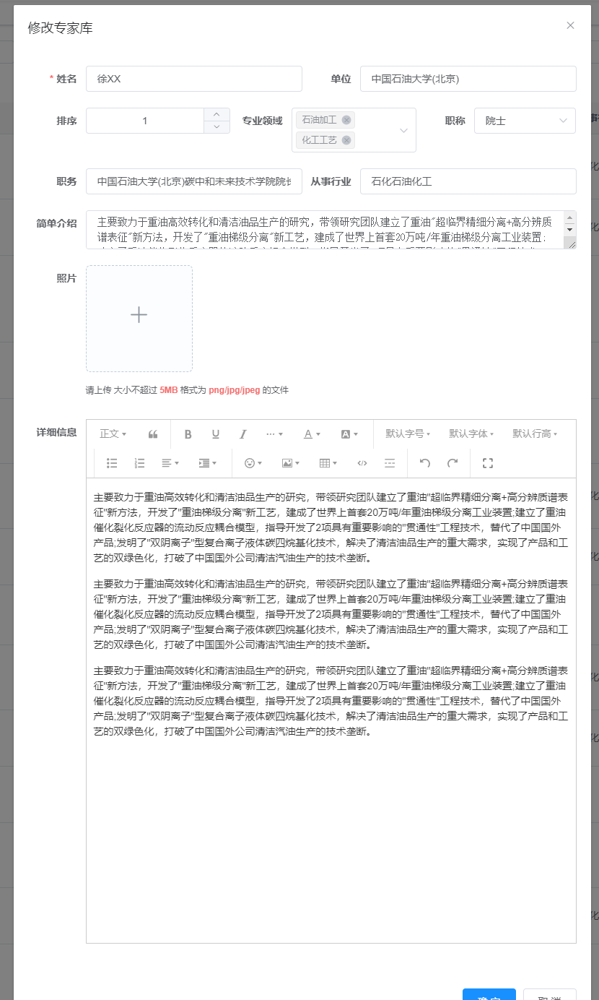 修改专家库
* 姓名 徐XX 单位 中国石油大学(北京)
排序 1 专业领域 石油加工 化工工艺 职称 院士
职务 中国石油大学(北京)碳中和未来技术学院院长 从事行业 石化石油化工
简单介绍 主要致力于重油高效转化和清洁油品生产的研究，带领研究团队建立了重油"超临界精细分离+高分辨质
谱表征"新方法，开发了"重油梯级分离"新工艺，建成了世界上首套20万吨/年重油梯级分离工业装置;
照片
请上传 大小不超过 5MB 格式为 png/jpg/jpeg 的文件
详细信息
正文 B U I ··· A A 默认字号 默认字体 默认行高
主要致力于重油高效转化和清洁油品生产的研究，带领研究团队建立了重油"超临界精细分离+高分辨质谱表
征"新方法，开发了"重油梯级分离"新工艺，建成了世界上首套20万吨/年重油梯级分离工业装置;建立了重油
催化裂化反应器的流动反应耦合模型，指导开发了2项具有重要影响的"贯通性"工程技术，替代了中国国外
产品;发明了"双阴离子"型复合离子液体碳四烷基化技术，解决了清洁油品生产的重大需求，实现了产品和工
艺的双绿色化，打破了中国国外公司清洁汽油生产的技术垄断。
主要致力于重油高效转化和清洁油品生产的研究，带领研究团队建立了重油"超临界精细分离+高分辨质谱表
征"新方法，开发了"重油梯级分离"新工艺，建成了世界上首套20万吨/年重油梯级分离工业装置;建立了重油
催化裂化反应器的流动反应耦合模型，指导开发了2项具有重要影响的"贯通性"工程技术，替代了中国国外
产品;发明了"双阴离子"型复合离子液体碳四烷基化技术，解决了清洁油品生产的重大需求，实现了产品和工
艺的双绿色化，打破了中国国外公司清洁汽油生产的技术垄断。
主要致力于重油高效转化和清洁油品生产的研究，带领研究团队建立了重油"超临界精细分离+高分辨质谱表
征"新方法，开发了"重油梯级分离"新工艺，建成了世界上首套20万吨/年重油梯级分离工业装置;建立了重油
催化裂化反应器的流动反应耦合模型，指导开发了2项具有重要影响的"贯通性"工程技术，替代了中国国外
产品;发明了"双阴离子"型复合离子液体碳四烷基化技术，解决了清洁油品生产的重大需求，实现了产品和工
艺的双绿色化，打破了中国国外公司清洁汽油生产的技术垄断。
确 定 取 消